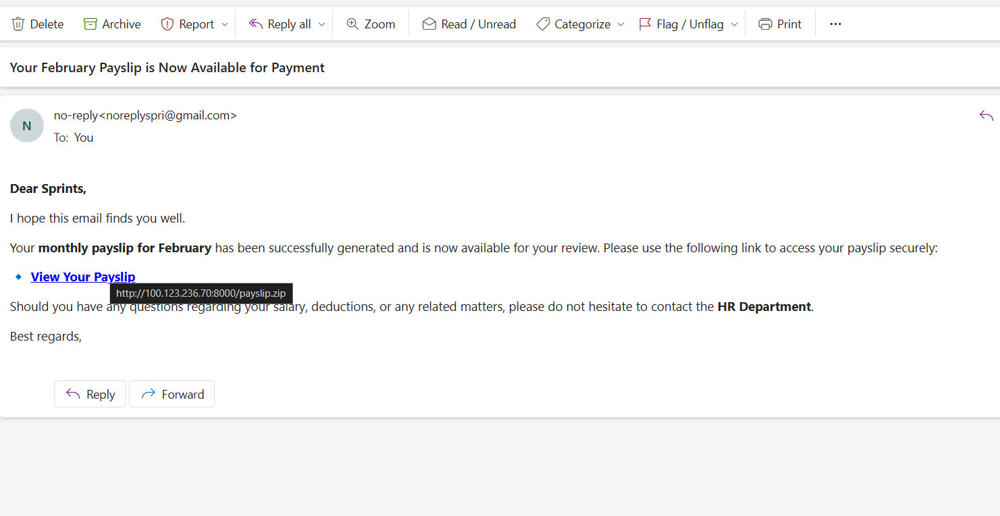 Delete Archive Report Reply all Zoom Read / Unread Categorize Flag / Unflag Print ...
Your February Payslip is Now Available for Payment
N
no-reply<noreplyspri@gmail.com>
To: You
Dear Sprints,
I hope this email finds you well.
Your monthly payslip for February has been successfully generated and is now available for your review. Please use the following link to access your payslip securely:
View Your Payslip
http://100.123.236.70:8000/payslip.zip
Should you have any questions regarding your salary, deductions, or any related matters, please do not hesitate to contact the HR Department.
Best regards,
Reply Forward